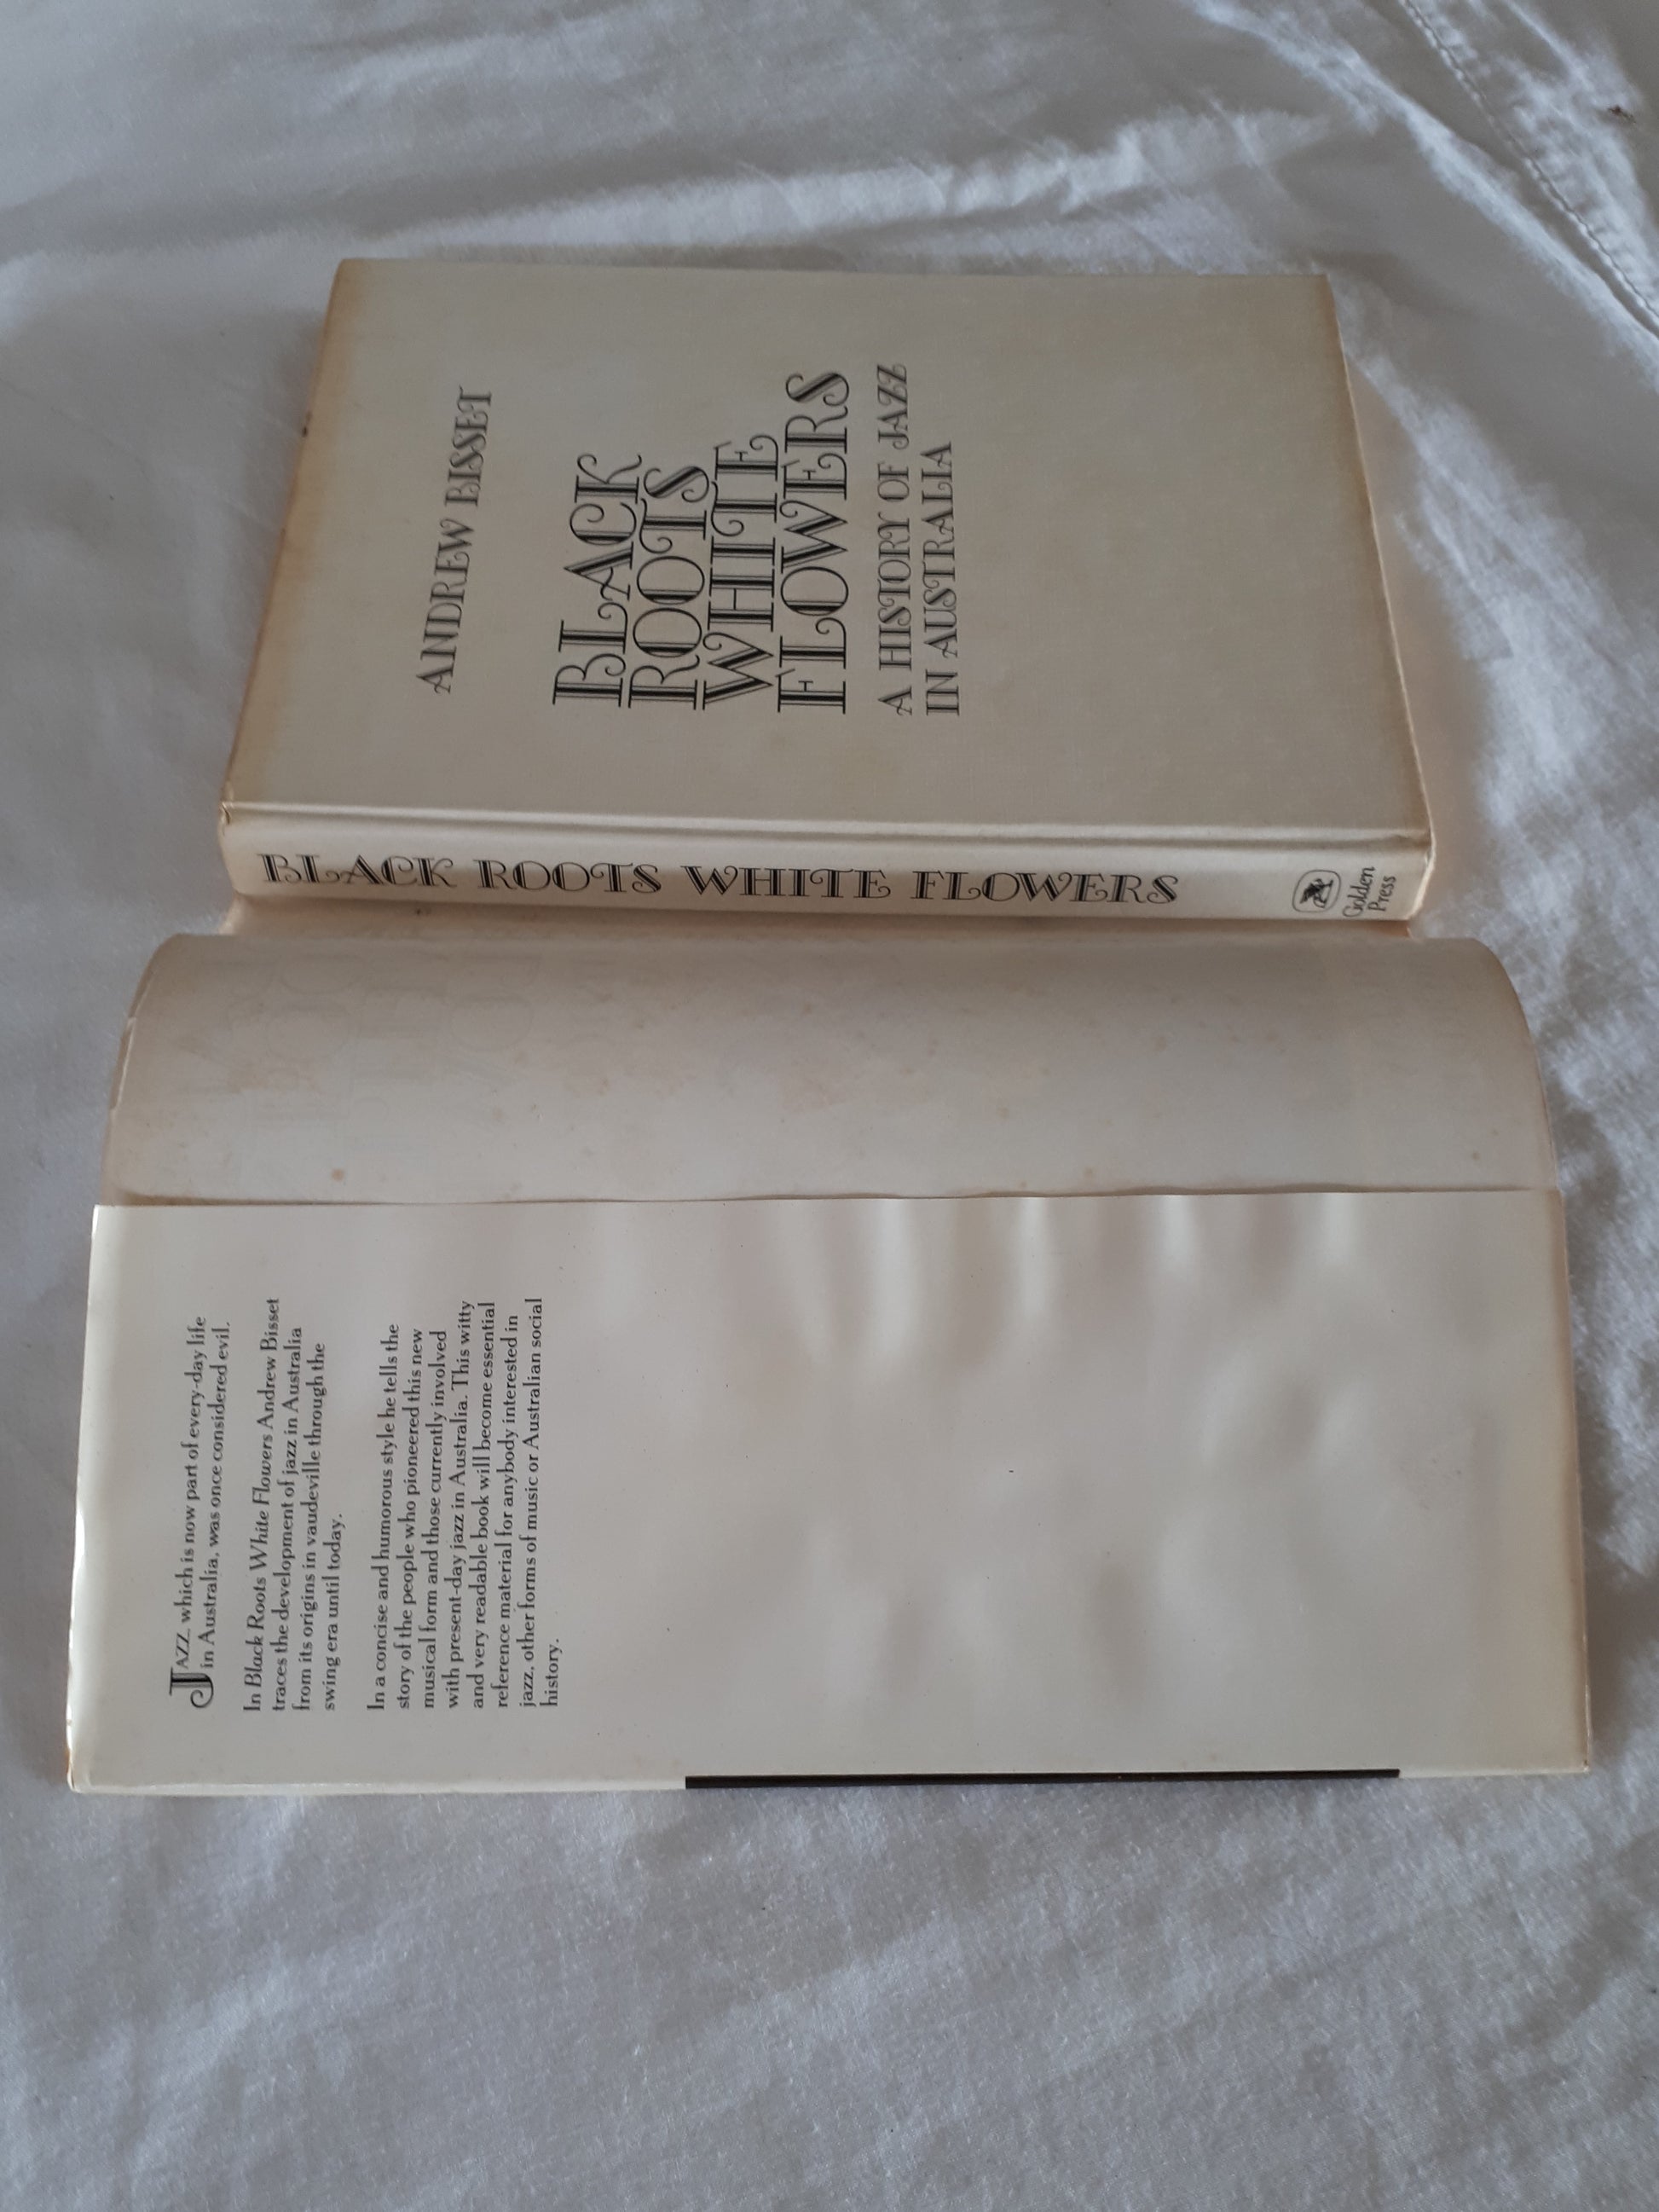 ANDREW BISSET
BLACK
ROOTS
WHITE
FLOWERS
A HISTORY OF JAZZ
IN AUSTRALIA
BLACK ROOTS WHITE FLOWERS
Golden
Press
JAZZ, which is now part of every-day life
in Australia, was once considered evil.
In Black Roots White Flowers Andrew Bisset
traces the development of jazz in Australia
from its origins in vaudeville through the
swing era until today.
In a concise and humorous style he tells the
story of the people who pioneered this new
musical form and those currently involved
with present-day jazz in Australia. This witty
and very readable book will become essential
reference material for anybody interested in
jazz, other forms of music or Australian social
history.